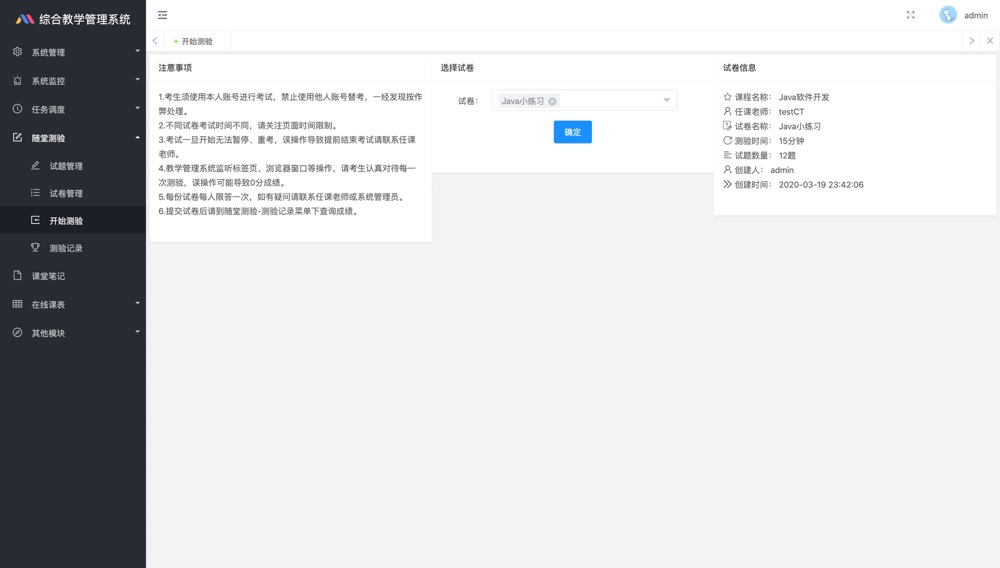 综合教学管理系统
admin
系统管理
开始测验
系统监控
任务调度
随堂测验
试题管理
试卷管理
开始测验
测验记录
课堂笔记
在线课表
其他模块
注意事项
1.考生须使用本人账号进行考试，禁止使用他人账号替考，一经发现按作
弊处理。
2.不同试卷考试时间不同，请关注页面时间限制。
3.考试一旦开始无法暂停、重考，误操作导致提前结束考试请联系任课
老师。
4.教学管理系统监听标签页、浏览器窗口等操作，请考生认真对待每一
次测验，误操作可能导致0分成绩。
5.每份试卷每人限答一次，如有疑问请联系任课老师或系统管理员。
6.提交试卷后请到随堂测验-测验记录菜单下查询成绩。
选择试卷
试卷： Java小练习
确定
试卷信息
课程名称： Java软件开发
任课老师： testCT
试卷名称： Java小练习
测验时间： 15分钟
试题数量： 12题
创建人： admin
创建时间： 2020-03-19 23:42:06